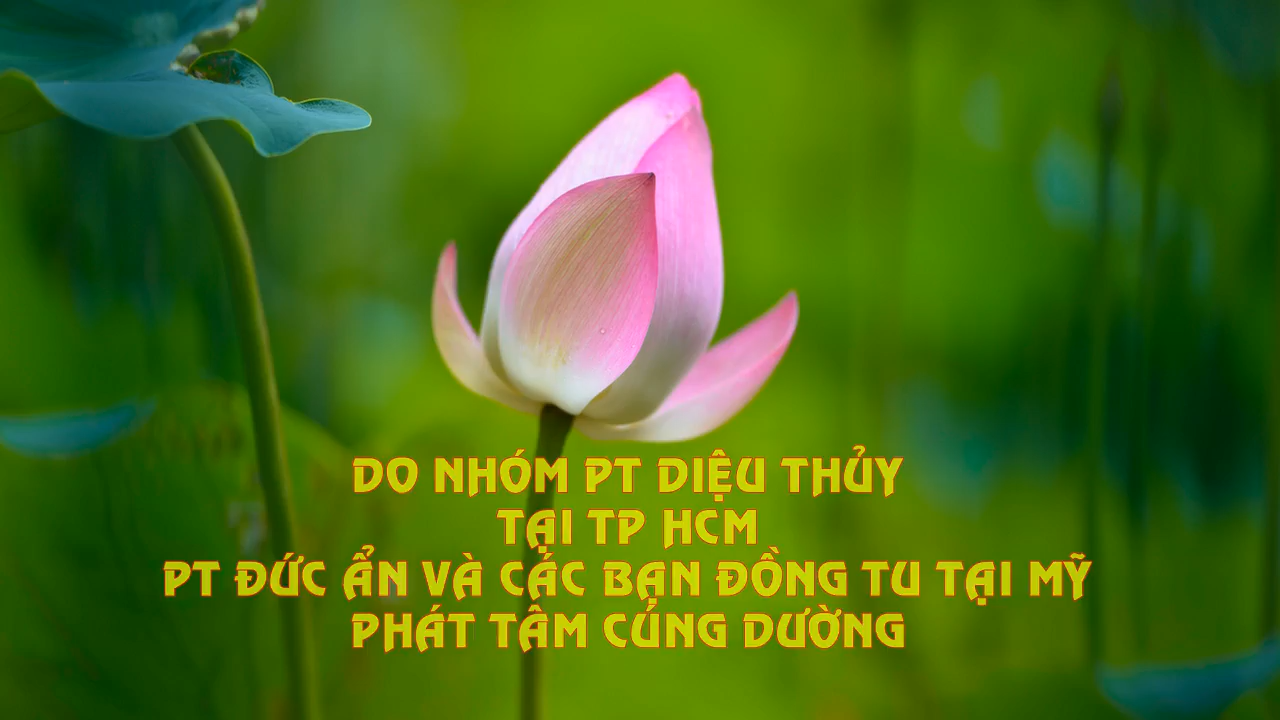 DO NHÓM PT DIỆU THỦY
TẠI TP HCM
PT ĐỨC ẨN VÀ CÁC BẠN ĐỒNG TU TẠI MỸ
PHÁT TÂM CÚNG DƯỜNG